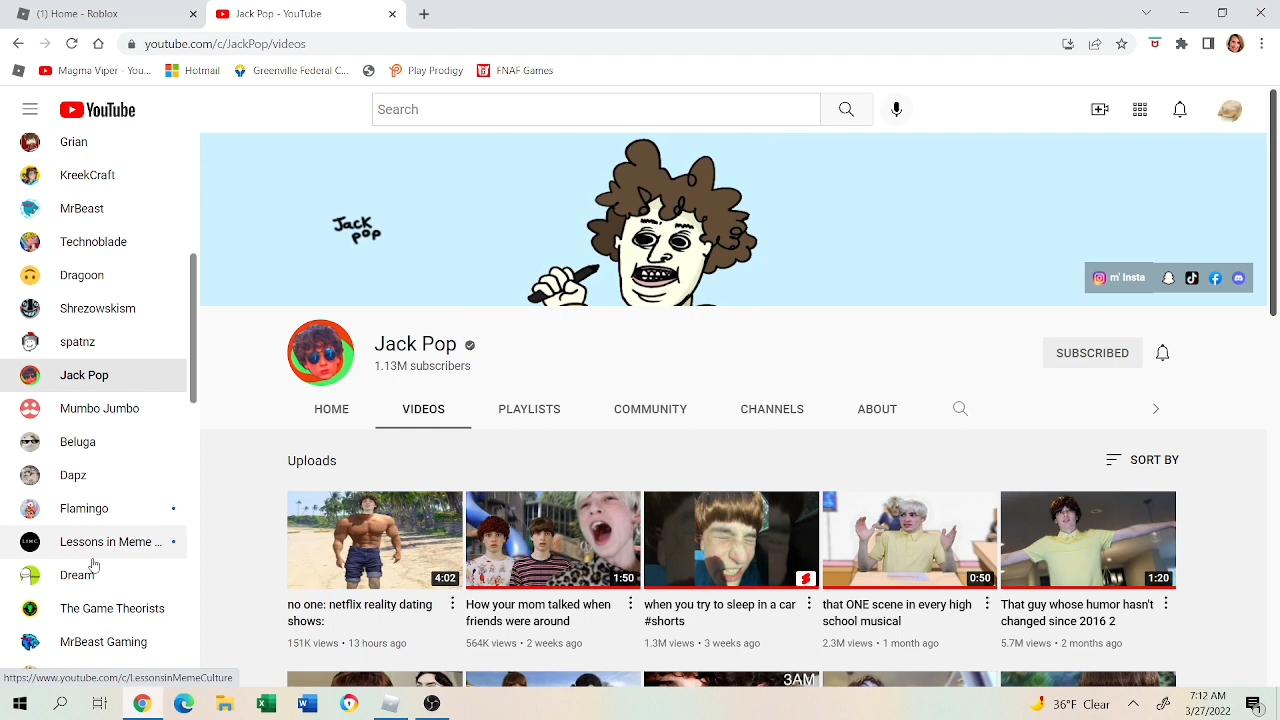 (1) Home - Roblox
Jack Pop - YouTube
youtube.com/c/JackPop/videos
Magma Viper - You...
Hotmail
Greenville Federal C...
Play Prodigy
FNAF Games
YouTube
Search
Grian
KreekCraft
MrBeast
Technoblade
Dragoon
Shrezowskism
spatnz
Jack Pop
Mumbo Jumbo
Beluga
Dapz
Flamingo
Lessons in Meme ...
Dream
The Game Theorists
MrBeast Gaming
Jack
pop
m' Insta
Jack Pop
1.13M subscribers
SUBSCRIBED
HOME VIDEOS PLAYLISTS COMMUNITY CHANNELS ABOUT
Uploads
SORT BY
4:02
no one: netflix reality dating
shows:
151K views • 13 hours ago
1:50
How your mom talked when
friends were around
564K views • 2 weeks ago
when you try to sleep in a car
#shorts
1.3M views • 3 weeks ago
0:50
that ONE scene in every high
school musical
2.3M views • 1 month ago
1:20
That guy whose humor hasn't
changed since 2016 2
5.7M views • 2 months ago
3AM
https://www.youtube.com/c/LessonsinMemeCulture
36°F Clear
7:12 AM
3/27/2022